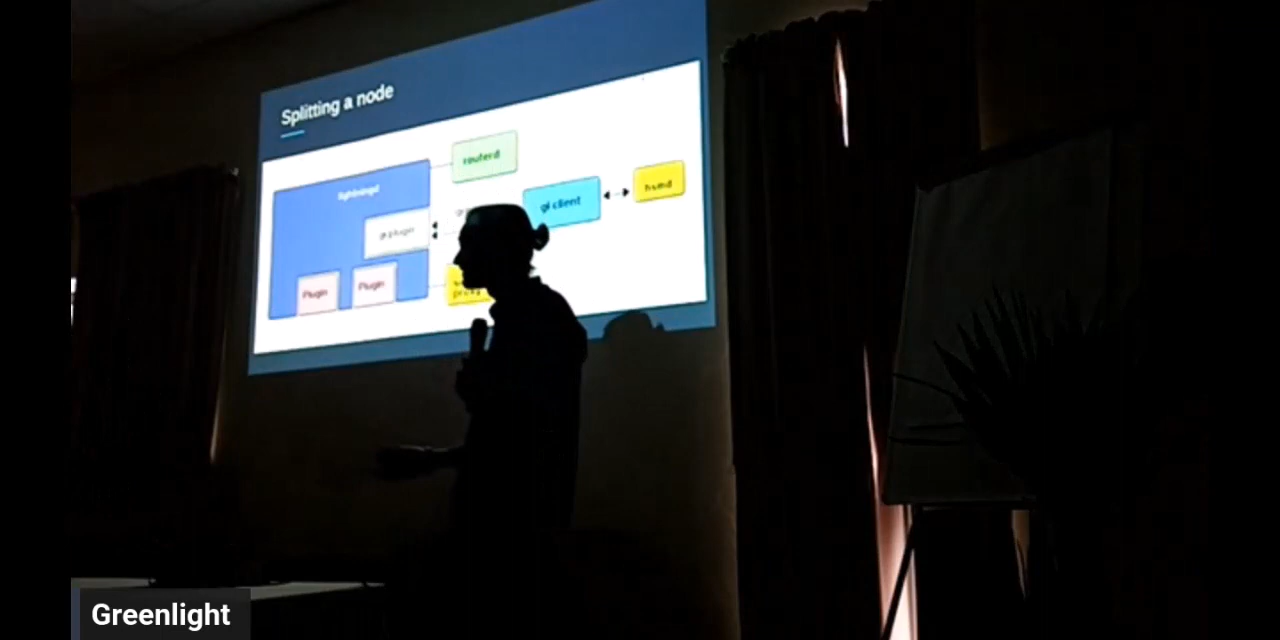 Splitting a node
routerd
lightningd
hsmd
gl client
gl plugin
Plugin
Plugin
Greenlight